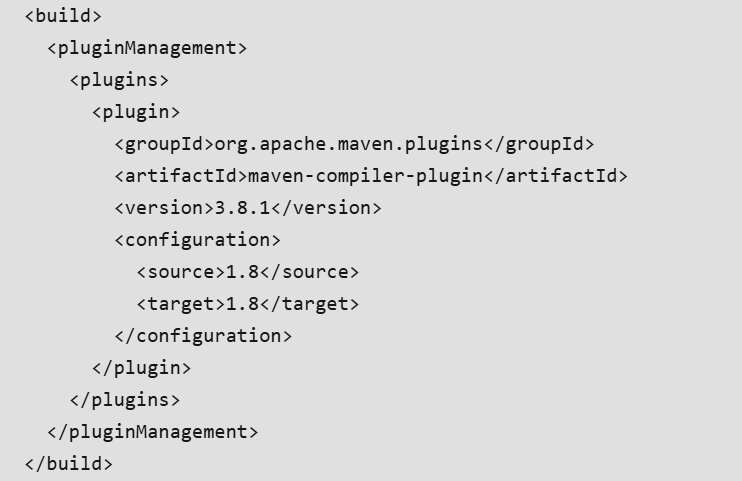 <build>
  <pluginManagement>
    <plugins>
      <plugin>
        <groupId>org.apache.maven.plugins</groupId>
        <artifactId>maven-compiler-plugin</artifactId>
        <version>3.8.1</version>
        <configuration>
          <source>1.8</source>
          <target>1.8</target>
        </configuration>
      </plugin>
    </plugins>
  </pluginManagement>
</build>